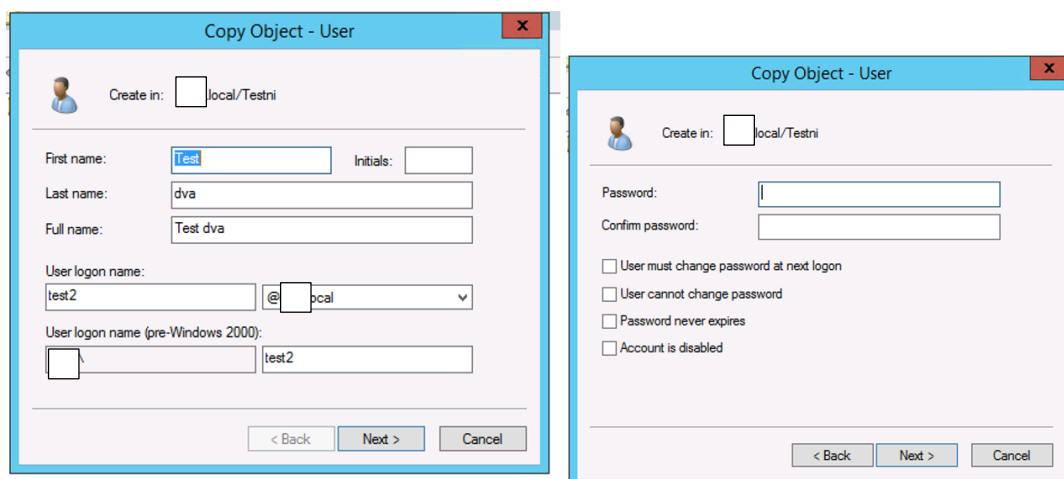 Copy Object - User
x
Create in: .local/Testni
First name: Test Initials:
Last name: dva
Full name: Test dva
User logon name:
test2 @ ocal
User logon name (pre-Windows 2000):
\ test2
< Back Next > Cancel
Copy Object - User
x
Create in: local/Testni
Password:
Confirm password:
User must change password at next logon
User cannot change password
Password never expires
Account is disabled
< Back Next > Cancel